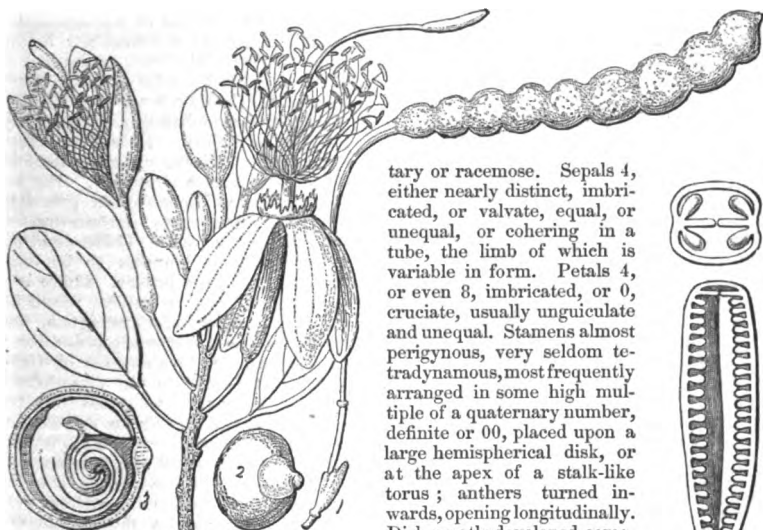 tary or racemose. Sepals 4,
either nearly distinct, imbri-
cated, or valvate, equal, or
unequal, or cohering in a
tube, the limb of which is
variable in form. Petals 4,
or even 8, imbricated, or 0,
cruciate, usually unguiculate
and unequal. Stamens almost
perigynous, very seldom te-
tradynamous, most frequently
arranged in some high mul-
tiple of a quaternary number,
definite or 00, placed upon a
large hemispherical disk, or
at the apex of a stalk-like
torus ; anthers turned in-
wards, opening longitudinally.
3
2
1